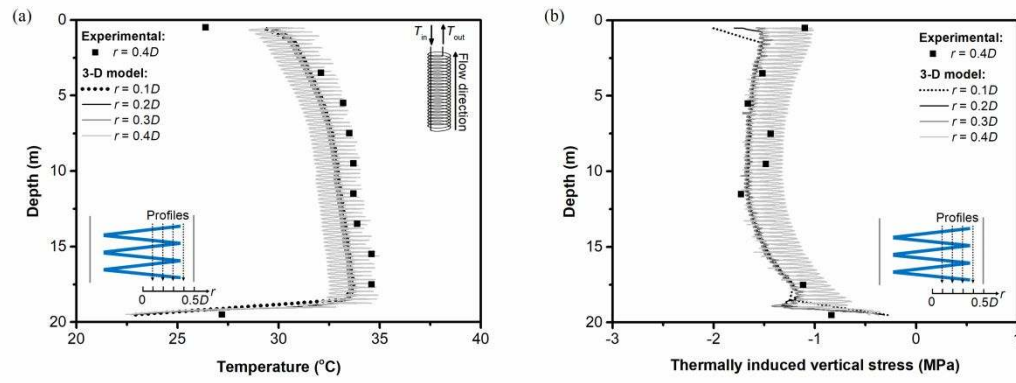 (a)
0
5
10
15
20
Depth (m)
Experimental:
r = 0.4D
3-D model:
r = 0.1D
r = 0.2D
r = 0.3D
r = 0.4D
Tin Tout
Flow direction
Profiles
0 0.5D r
20 25 30 35 40
Temperature (°C)
(b)
0
5
10
15
20
Depth (m)
Experimental:
r = 0.4D
3-D model:
r = 0.1D
r = 0.2D
r = 0.3D
r = 0.4D
Profiles
0 0.5D r
-3 -2 -1 0 1
Thermally induced vertical stress (MPa)